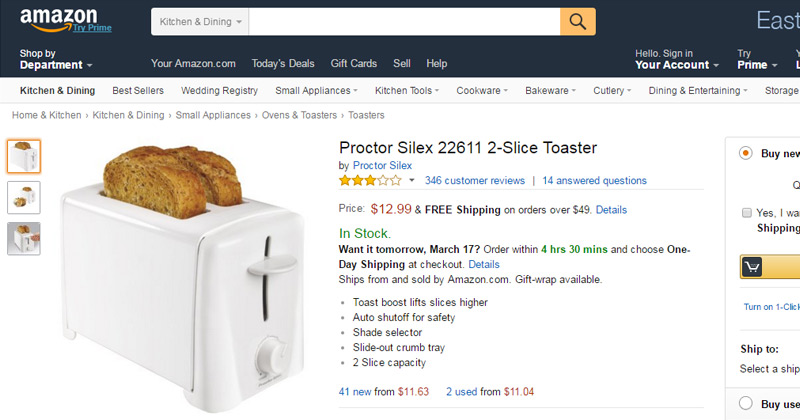 amazon
Try Prime
Kitchen & Dining
East
Shop by
Department
Your Amazon.com Today's Deals Gift Cards Sell Help
Hello. Sign in
Your Account
Try
Prime
Kitchen & Dining Best Sellers Wedding Registry Small Appliances Kitchen Tools Cookware Bakeware Cutlery Dining & Entertaining Storage
Home & Kitchen › Kitchen & Dining › Small Appliances › Ovens & Toasters › Toasters
Proctor Silex 22611 2-Slice Toaster
by Proctor Silex
346 customer reviews | 14 answered questions
Price: $12.99 & FREE Shipping on orders over $49. Details
In Stock.
Want it tomorrow, March 17? Order within 4 hrs 30 mins and choose One-
Day Shipping at checkout. Details
Ships from and sold by Amazon.com. Gift-wrap available.
• Toast boost lifts slices higher
• Auto shutoff for safety
• Shade selector
• Slide-out crumb tray
• 2 Slice capacity
41 new from $11.63 2 used from $11.04
Buy new
Q
Yes, I wa
Shipping
Turn on 1-Click
Ship to:
Select a ship
Buy use